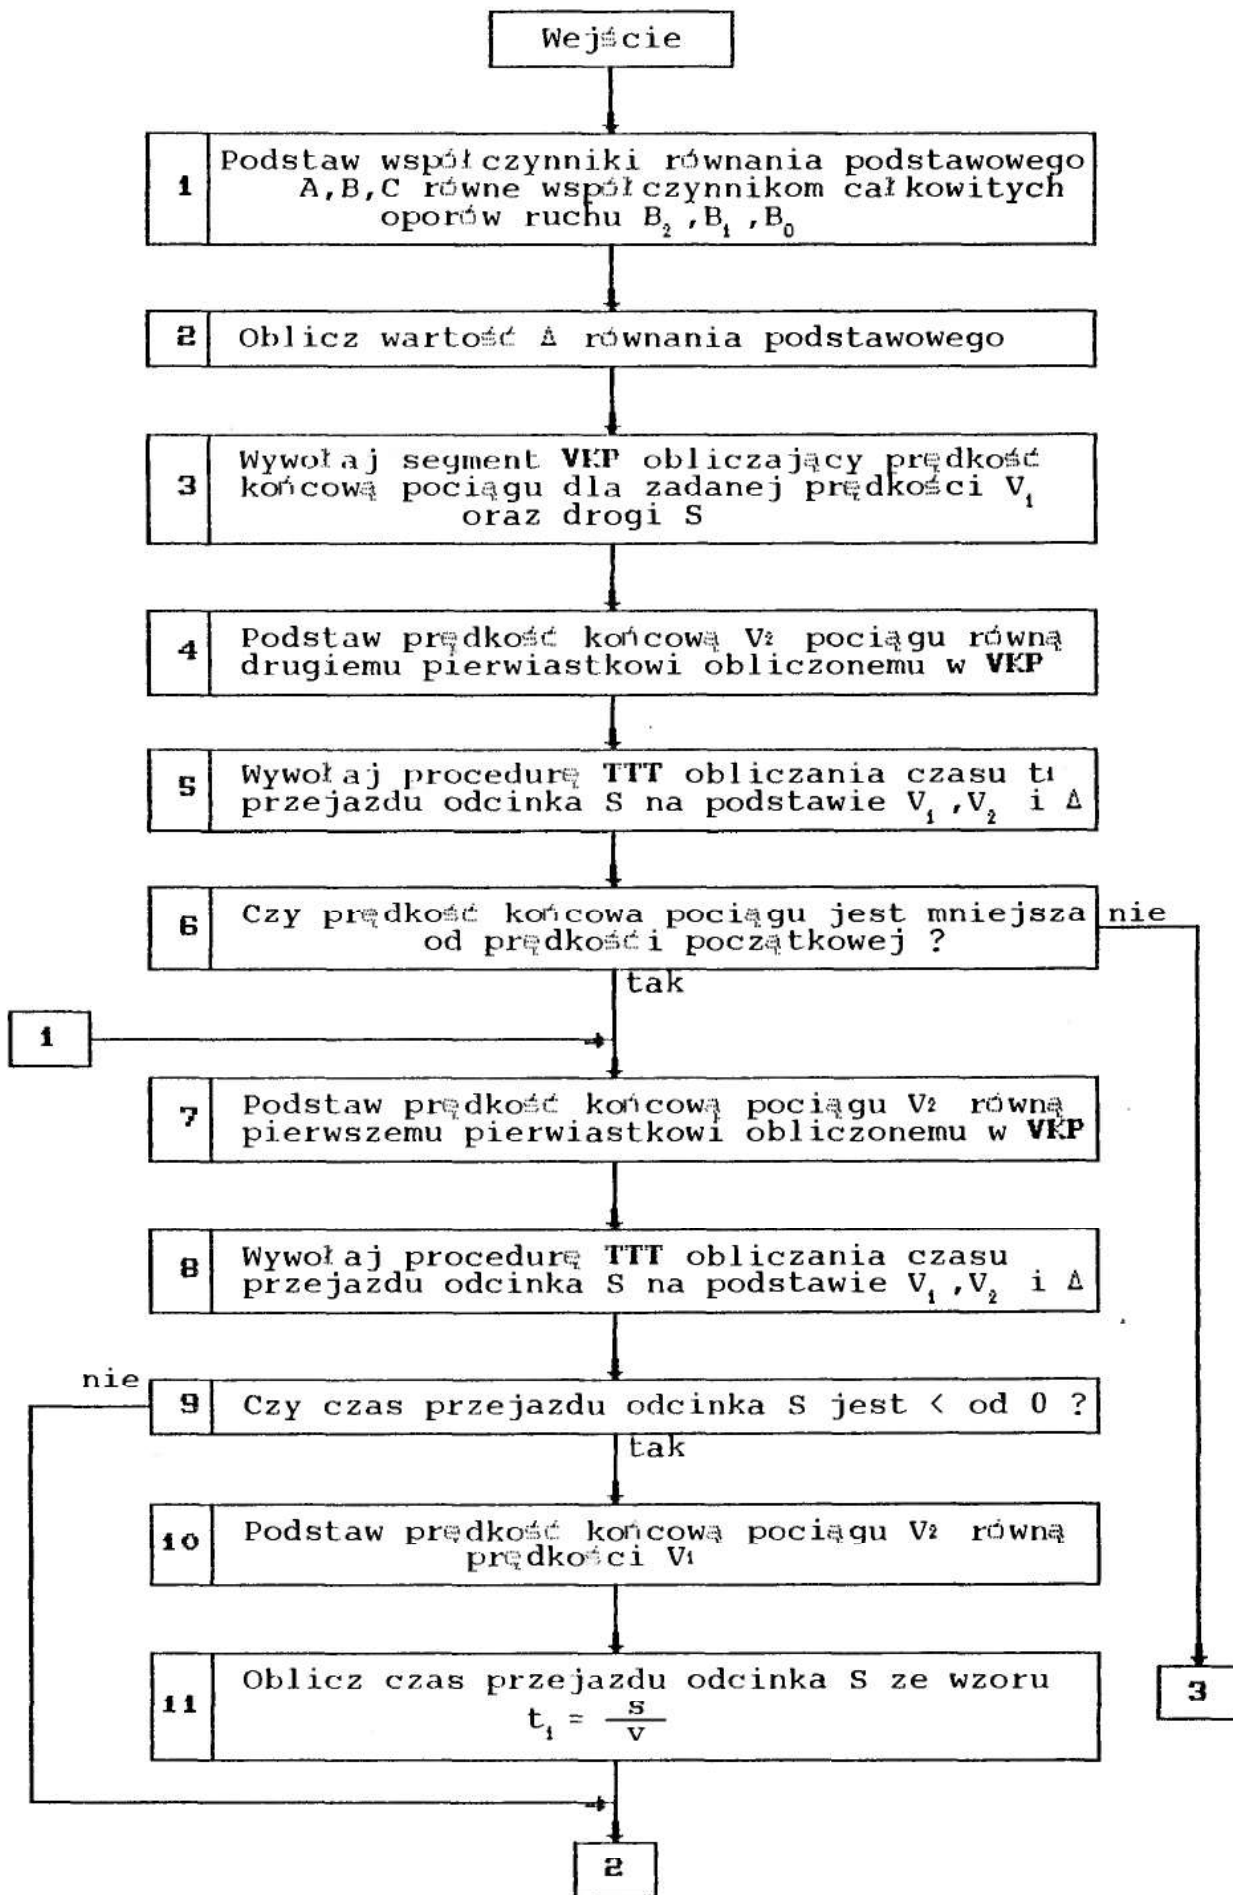 Wejście
1
Podstaw współczynniki równania podstawowego
A,B,C równe współczynnikom całkowitych
oporów ruchu B₂,B₁,B₀
2
Oblicz wartość Δ równania podstawowego
3
Wywołaj segment VKP obliczający prędkość
końcową pociągu dla zadanej prędkości V₁
oraz drogi S
4
Podstaw prędkość końcową V₂ pociągu równą
drugiemu pierwiastkowi obliczonemu w VKP
5
Wywołaj procedurę TTT obliczania czasu t₁
przejazdu odcinka S na podstawie V₁,V₂ i Δ
6
Czy prędkość końcowa pociągu jest mniejsza
od prędkośći początkowej ?
nie
tak
1
7
Podstaw prędkość końcową pociągu V₂ równą
pierwszemu pierwiastkowi obliczonemu w VKP
8
Wywołaj procedurę TTT obliczania czasu
przejazdu odcinka S na podstawie V₁,V₂ i Δ
nie
9
Czy czas przejazdu odcinka S jest < od 0 ?
tak
10
Podstaw prędkość końcową pociągu V₂ równą
prędkości V₁
11
Oblicz czas przejazdu odcinka S ze wzoru
t₁ = S/V
3
2